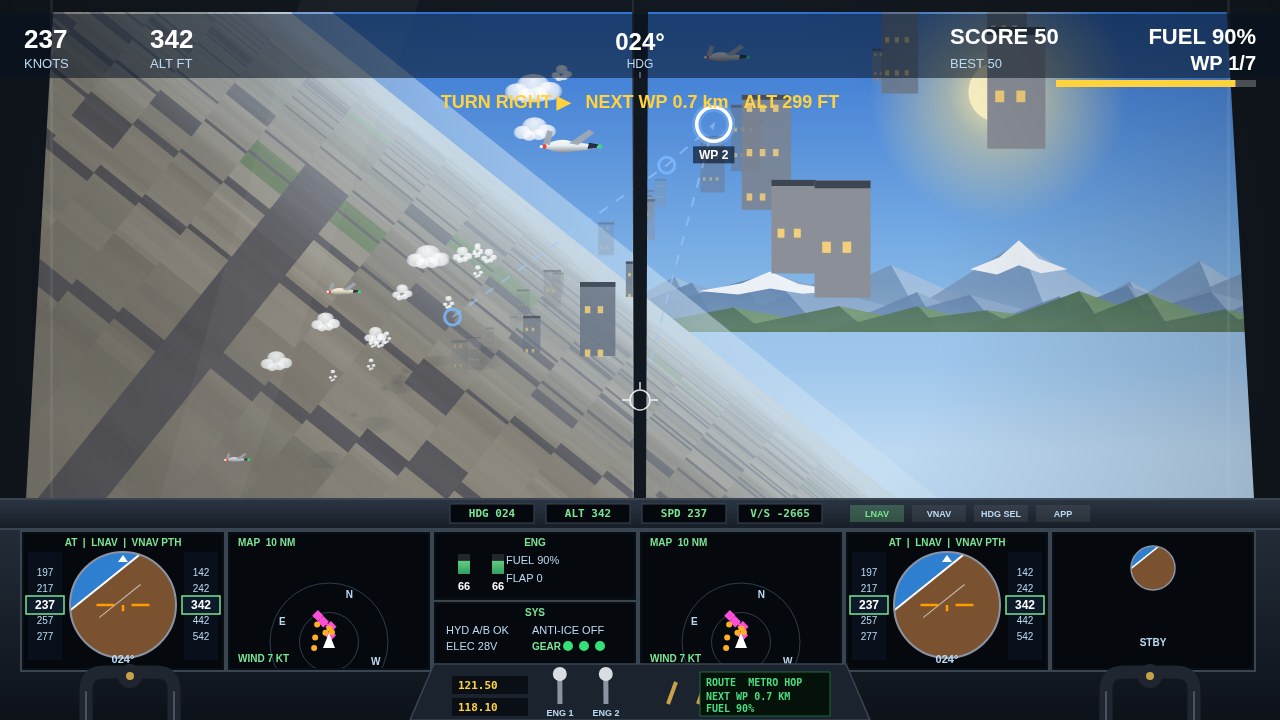 237
KNOTS
342
ALT FT
024°
HDG
SCORE 50
BEST 50
FUEL 90%
WP 1/7
TURN RIGHT ▶ NEXT WP 0.7 km ALT 299 FT
WP 2
HDG 024
ALT 342
SPD 237
V/S -2665
LNAV
VNAV
HDG SEL
APP
AT | LNAV | VNAV PTH
197
217
237
257
277
142
242
342
442
542
024°
MAP 10 NM
N
E
W
WIND 7 KT
ENG
FUEL 90%
FLAP 0
66
66
SYS
HYD A/B OK
ANTI-ICE OFF
ELEC 28V
GEAR
MAP 10 NM
N
E
W
WIND 7 KT
AT | LNAV | VNAV PTH
197
217
237
257
277
142
242
342
442
542
024°
STBY
121.50
118.10
ENG 1
ENG 2
ROUTE METRO HOP
NEXT WP 0.7 KM
FUEL 90%